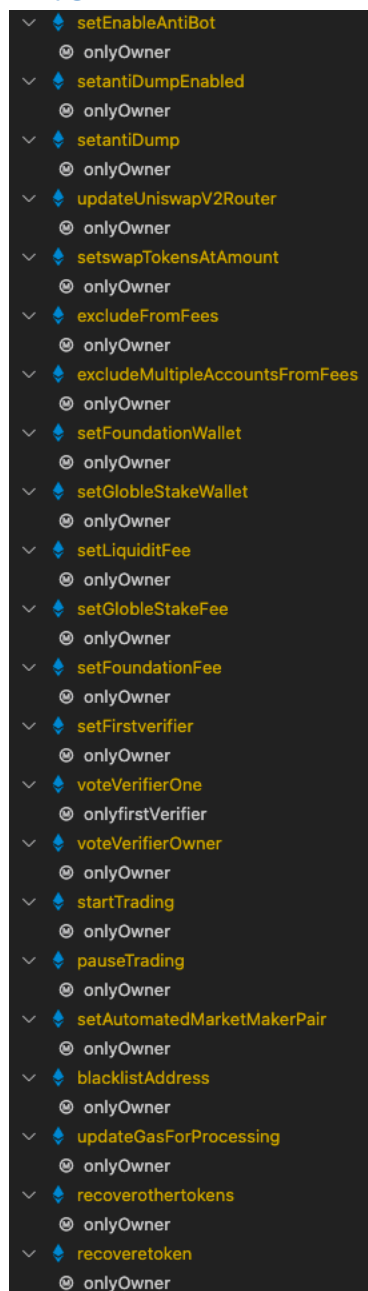 setEnableAntiBot
onlyOwner
setantiDumpEnabled
onlyOwner
setantiDump
onlyOwner
updateUniswapV2Router
onlyOwner
setswapTokensAtAmount
onlyOwner
excludeFromFees
onlyOwner
excludeMultipleAccountsFromFees
onlyOwner
setFoundationWallet
onlyOwner
setGlobleStakeWallet
onlyOwner
setLiquiditFee
onlyOwner
setGlobleStakeFee
onlyOwner
setFoundationFee
onlyOwner
setFirstverifier
onlyOwner
voteVerifierOne
onlyfirstVerifier
voteVerifierOwner
onlyOwner
startTrading
onlyOwner
pauseTrading
onlyOwner
setAutomatedMarketMakerPair
onlyOwner
blacklistAddress
onlyOwner
updateGasForProcessing
onlyOwner
recoverothertokens
onlyOwner
recoveretoken
onlyOwner